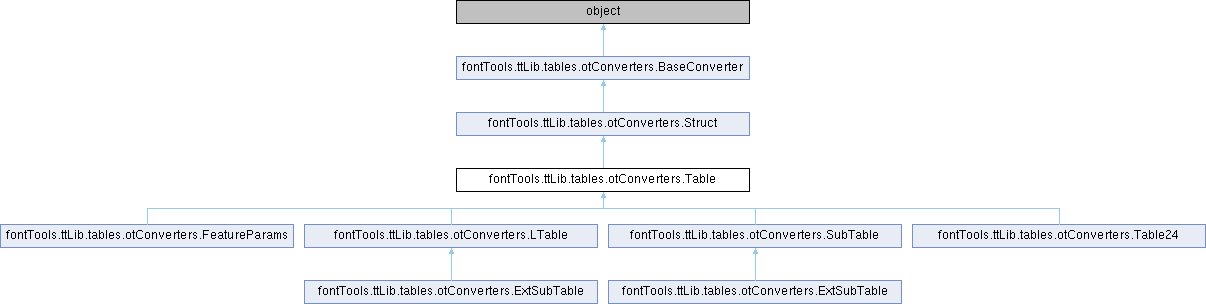 object
fontTools.ttLib.tables.otConverters.BaseConverter
fontTools.ttLib.tables.otConverters.Struct
fontTools.ttLib.tables.otConverters.Table
fontTools.ttLib.tables.otConverters.FeatureParams
fontTools.ttLib.tables.otConverters.LTable
fontTools.ttLib.tables.otConverters.SubTable
fontTools.ttLib.tables.otConverters.Table24
fontTools.ttLib.tables.otConverters.ExtSubTable
fontTools.ttLib.tables.otConverters.ExtSubTable